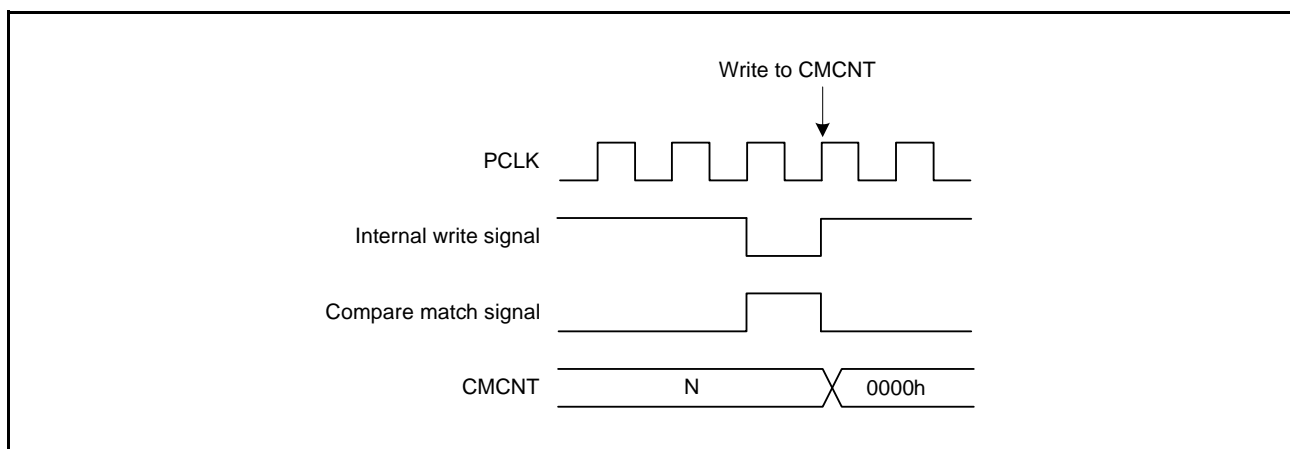 Write to CMCNT
PCLK
Internal write signal
Compare match signal
CMCNT
N
0000h